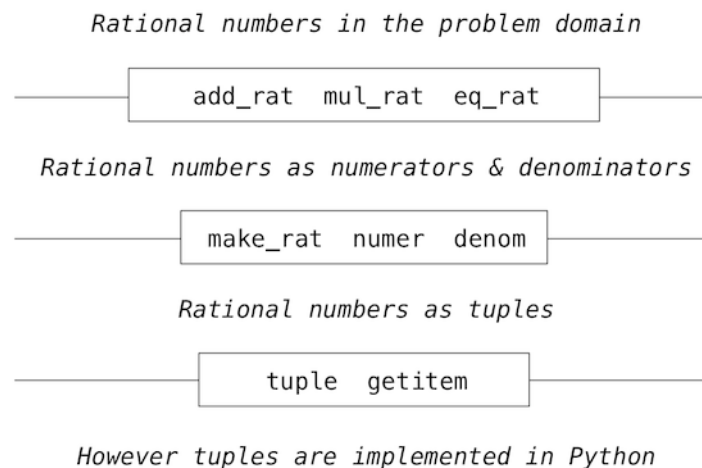 Rational numbers in the problem domain
add_rat mul_rat eq_rat
Rational numbers as numerators & denominators
make_rat numer denom
Rational numbers as tuples
tuple getitem
However tuples are implemented in Python